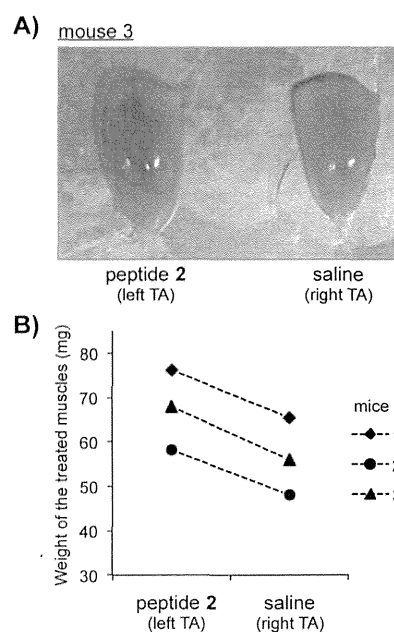 A) mouse 3
peptide 2
(left TA)
saline
(right TA)
B)
Weight of the treated muscles (mg)
80
70
60
50
40
30
mice
peptide 2
(left TA)
saline
(right TA)